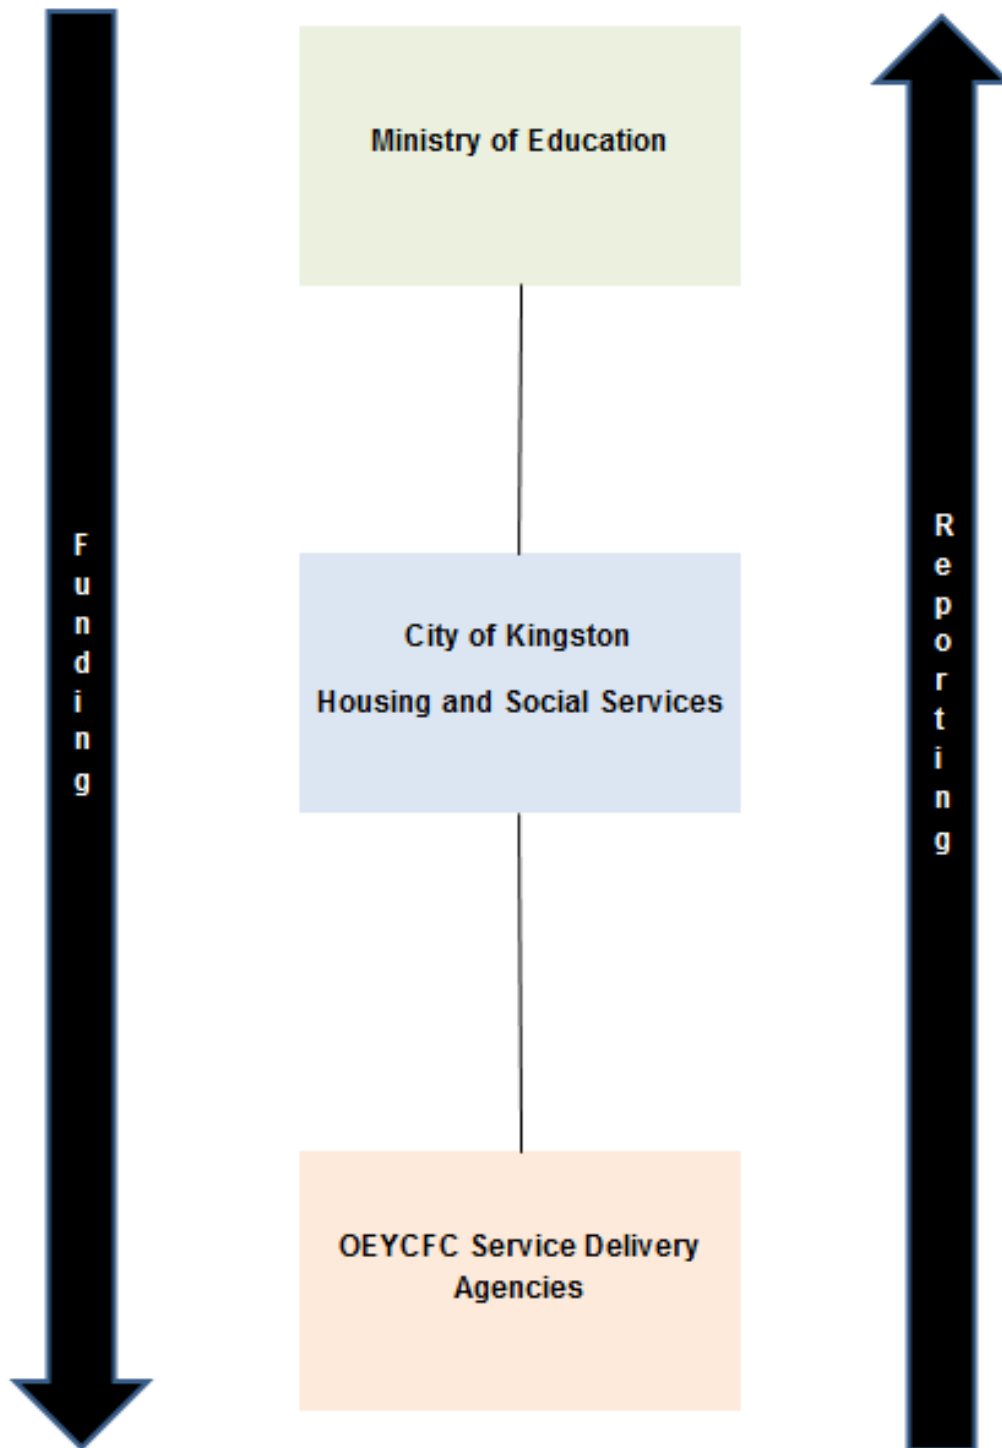 Ministry of Education
Funding
Reporting
City of Kingston
Housing and Social Services
OEYCFC Service Delivery
Agencies